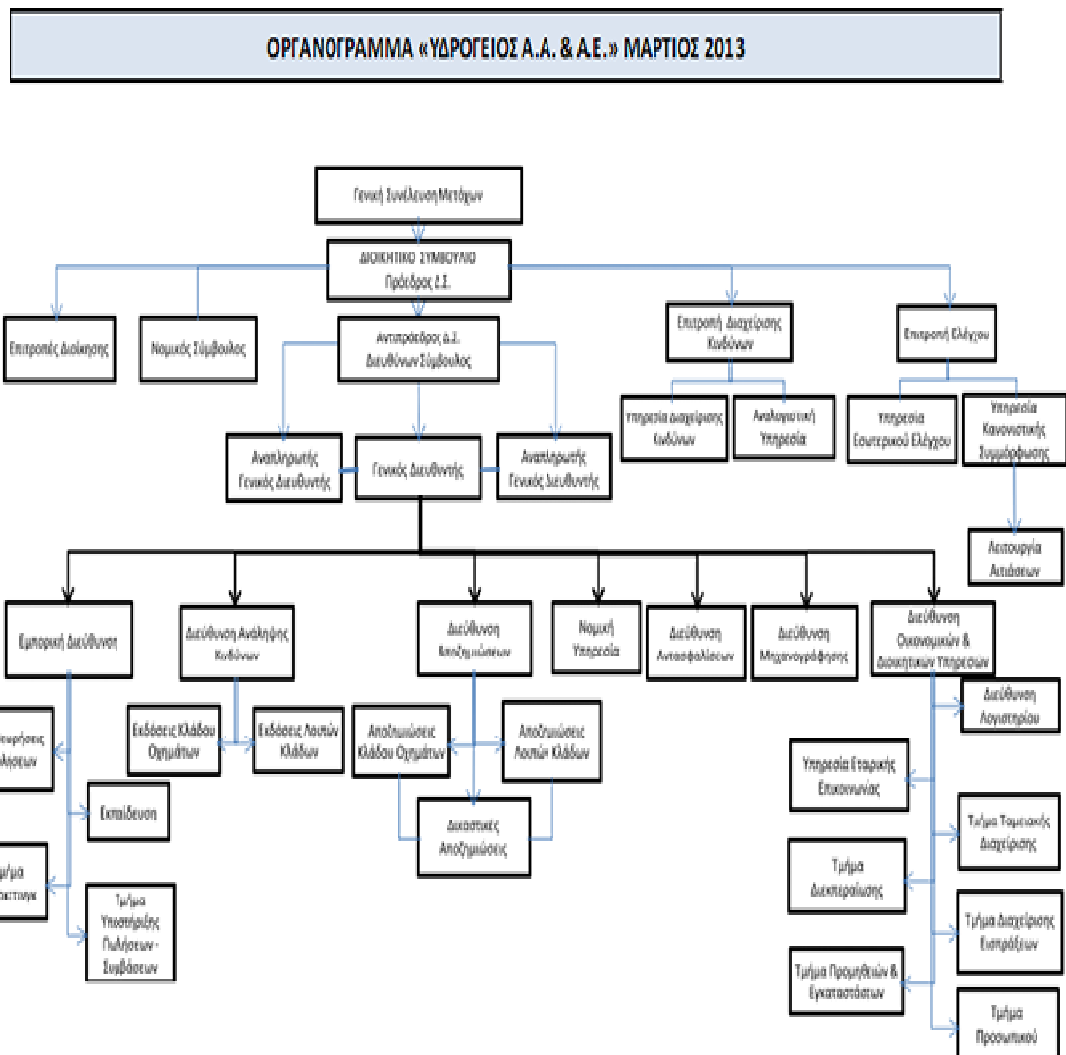 ΟΡΓΑΝΟΓΡΑΜΜΑ «ΥΔΡΟΓΕΙΟΣ Α.Α. & Α.Ε.» ΜΑΡΤΙΟΣ 2013
Γενική Συνέλευση Μετόχων
ΔΙΟΙΚΗΤΙΚΟ ΣΥΜΒΟΥΛΙΟ
Πρόεδρος Δ.Σ.
Επιτροπές Διοίκησης
Νομικός Σύμβουλος
Αντιπρόεδρος Δ.Σ.
Διευθύνων Σύμβουλος
Επιτροπή Διαχείρισης
Κινδύνων
Επιτροπή Ελέγχου
Υπηρεσία Διαχείρισης
Κινδύνων
Αναλογιστική
Υπηρεσία
Υπηρεσία
Εσωτερικού Ελέγχου
Υπηρεσία
Κανονιστικής
Συμμόρφωσης
Αναπληρωτής
Γενικός Διευθυντής
Γενικός Διευθυντής
Αναπληρωτής
Γενικός Διευθυντής
Λειτουργία
Αιτιάσεων
Εμπορική Διεύθυνση
Διεύθυνση Ανάληψης
Κινδύνων
Διεύθυνση
Αποζημιώσεων
Νομική
Υπηρεσία
Διεύθυνση
Αντασφαλίσεων
Διεύθυνση
Μηχανογράφησης
Διεύθυνση
Οικονομικών &
Διοικητικών Υπηρεσιών
Διεύθυνση
Λογιστηρίου
Εκδόσεις Κλάδου
Οχημάτων
Εκδόσεις Λοιπών
Κλάδων
Αποζημιώσεις
Κλάδου Οχημάτων
Αποζημιώσεις
Λοιπών Κλάδων
Υπηρεσία Εταιρικής
Επικοινωνίας
Εκπαίδευση
Δικαστικές
Αποζημιώσεις
Τμήμα Ταμειακής
Διαχείρισης
Τμήμα
Διεκπεραίωσης
Τμήμα
Υποστήριξης
Πωλήσεων -
Συμβάσεων
Τμήμα Διαχείρισης
Εισπράξεων
Τμήμα Προμηθειών &
Εγκαταστάσεων
Τμήμα
Προσωπικού